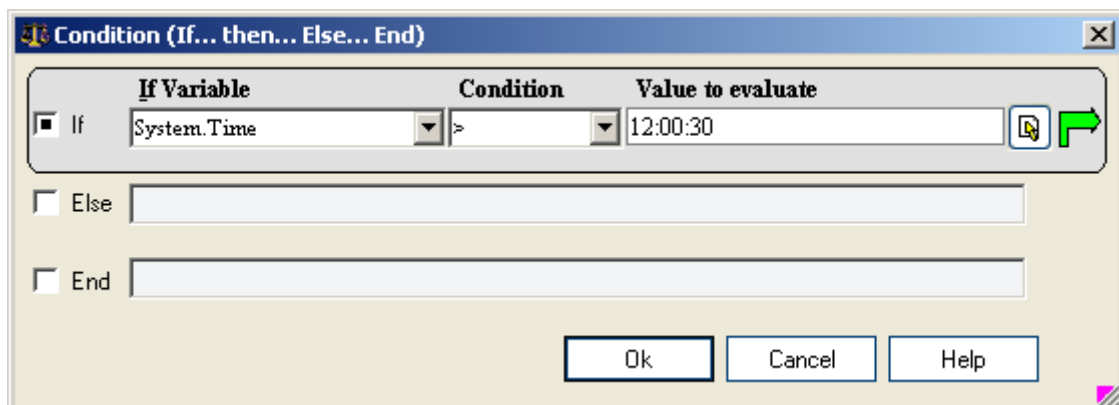 Condition (If... then... Else... End)
If Variable Condition Value to evaluate
If System.Time > 12:00:30
Else
End
Ok Cancel Help